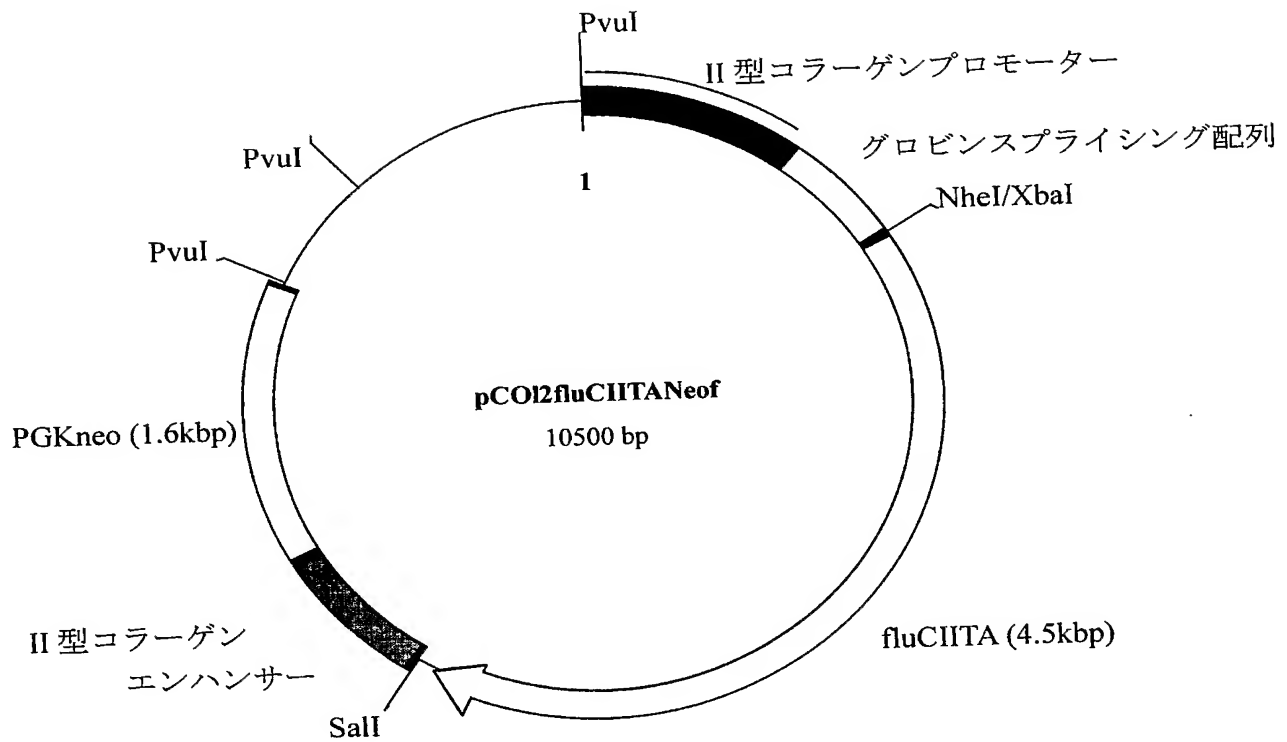 PvuI
II 型コラーゲンプロモーター
グロビンスプライシング配列
PvuI
1
NheI/XbaI
PvuI
pCOl2fluCIITANeof
10500 bp
PGKneo (1.6kbp)
fluCIITA (4.5kbp)
II 型コラーゲン
エンハンサー
SalI